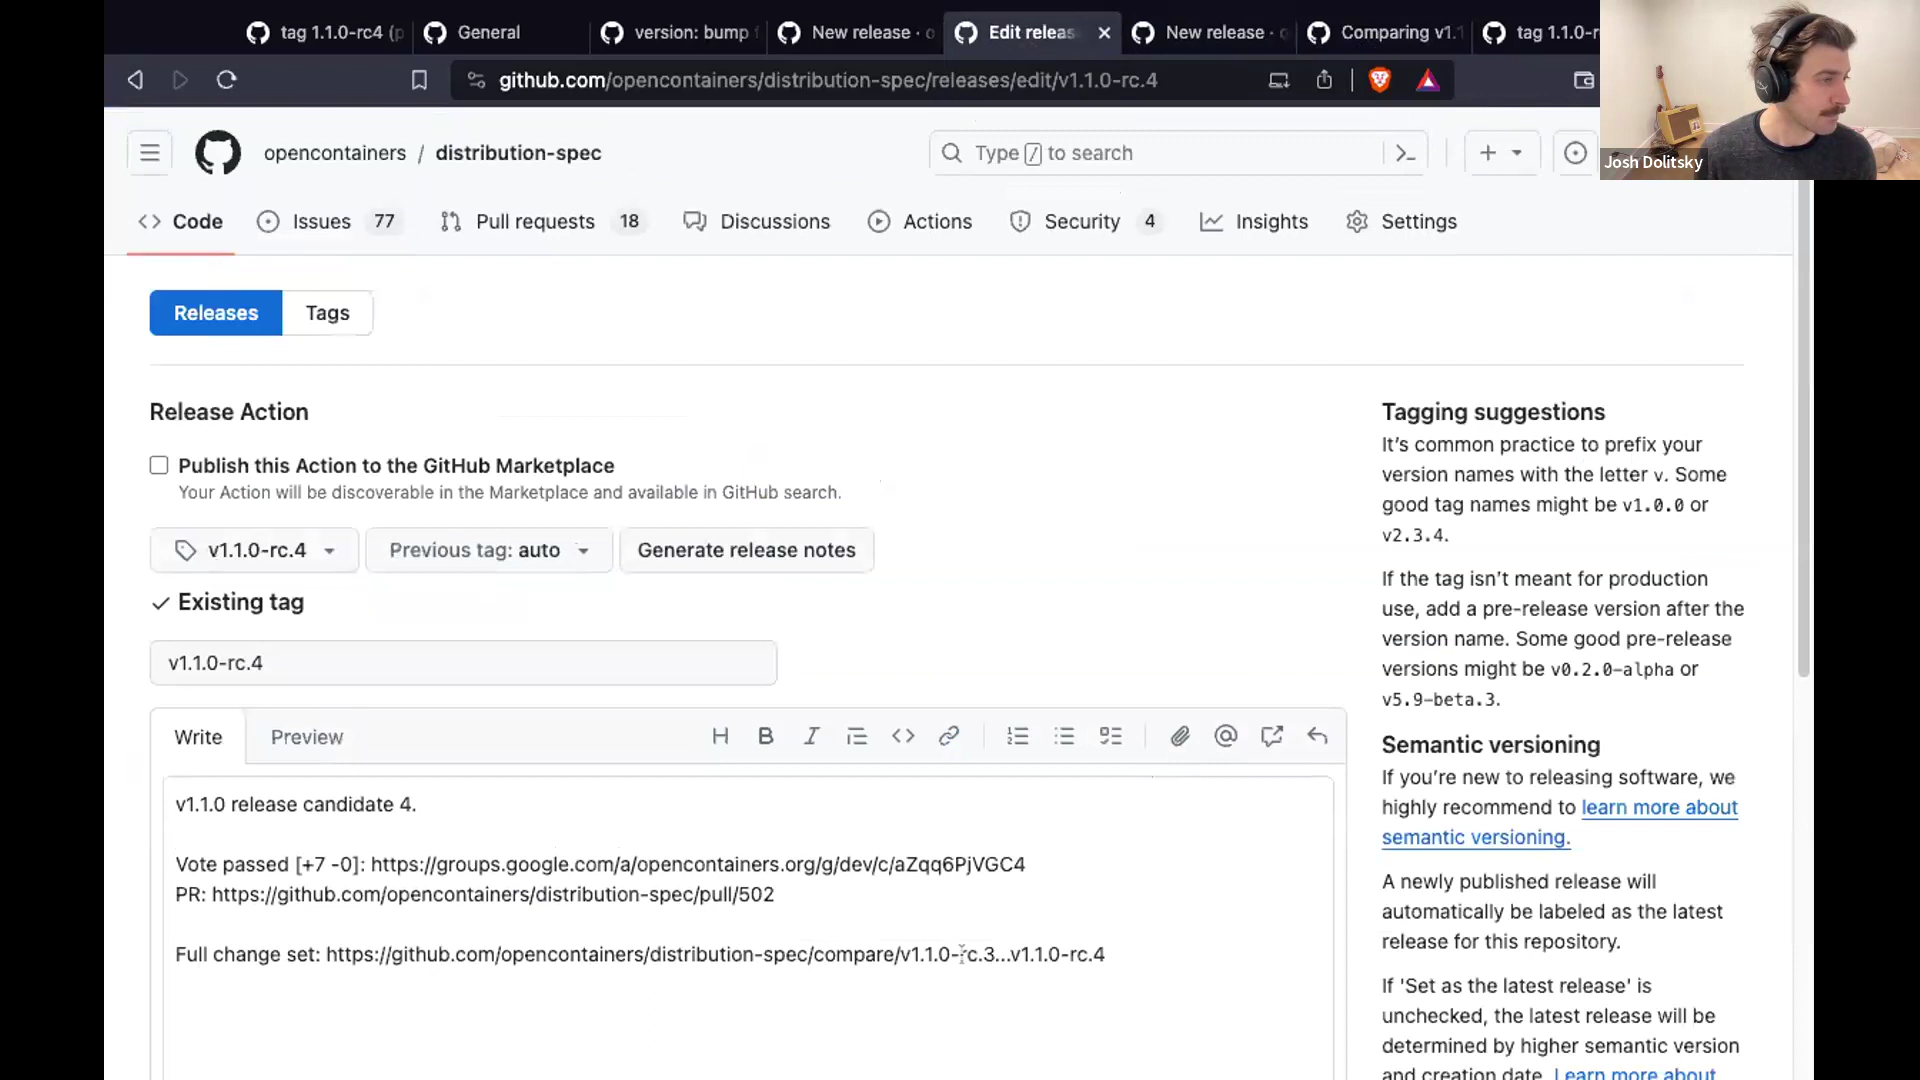 tag 1.1.0-rc4 (p
General
version: bump f
New release · o
Edit releas
New release · o
Comparing v1.1
tag 1.1.0-r
github.com/opencontainers/distribution-spec/releases/edit/v1.1.0-rc.4
Josh Dolitsky
opencontainers / distribution-spec
Type / to search
Code
Issues 77
Pull requests 18
Discussions
Actions
Security 4
Insights
Settings
Releases
Tags
Release Action
Publish this Action to the GitHub Marketplace
Your Action will be discoverable in the Marketplace and available in GitHub search.
v1.1.0-rc.4
Previous tag: auto
Generate release notes
Existing tag
v1.1.0-rc.4
Write
Preview
v1.1.0 release candidate 4.
Vote passed [+7 -0]: https://groups.google.com/a/opencontainers.org/g/dev/c/aZqq6PjVGC4
PR: https://github.com/opencontainers/distribution-spec/pull/502
Full change set: https://github.com/opencontainers/distribution-spec/compare/v1.1.0-rc.3...v1.1.0-rc.4
Tagging suggestions
It's common practice to prefix your
version names with the letter v. Some
good tag names might be v1.0.0 or
v2.3.4.
If the tag isn't meant for production
use, add a pre-release version after the
version name. Some good pre-release
versions might be v0.2.0-alpha or
v5.9-beta.3.
Semantic versioning
If you're new to releasing software, we
highly recommend to learn more about
semantic versioning.
A newly published release will
automatically be labeled as the latest
release for this repository.
If 'Set as the latest release' is
unchecked, the latest release will be
determined by higher semantic version
and creation date. Learn more about